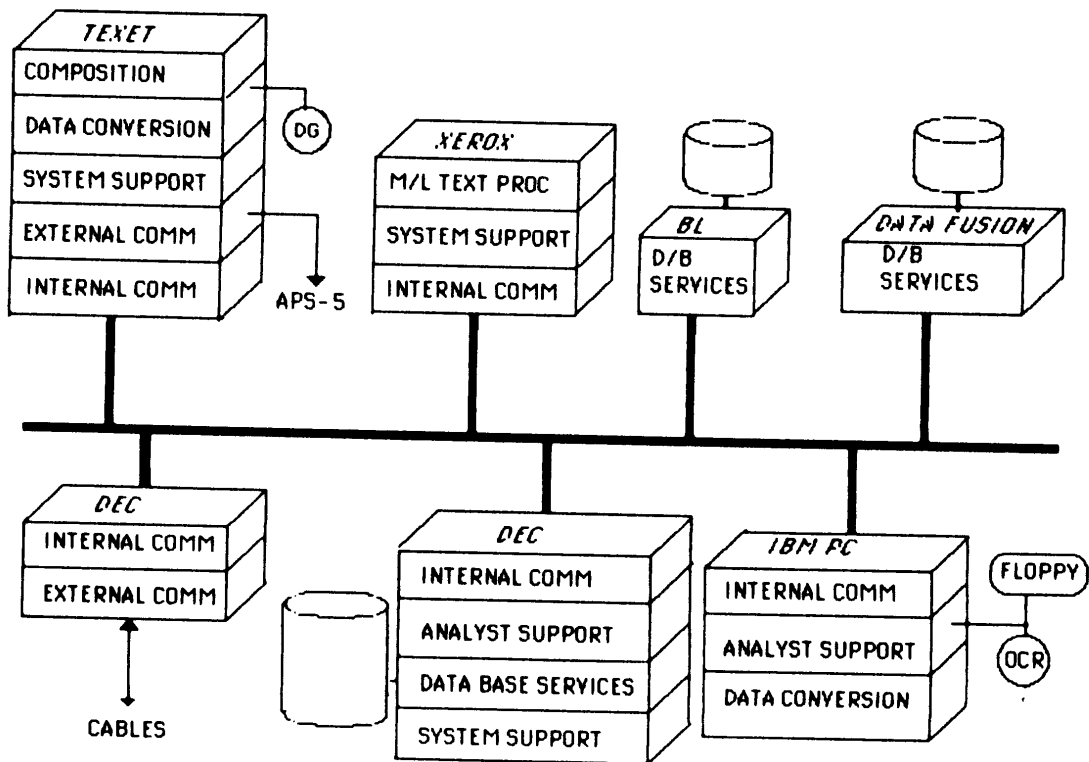 TEXET
COMPOSITION
DATA CONVERSION
SYSTEM SUPPORT
EXTERNAL COMM
INTERNAL COMM
DG
APS-5
XEROX
M/L TEXT PROC
SYSTEM SUPPORT
INTERNAL COMM
BL
D/B
SERVICES
DATA FUSION
D/B
SERVICES
DEC
INTERNAL COMM
EXTERNAL COMM
CABLES
DEC
INTERNAL COMM
ANALYST SUPPORT
DATA BASE SERVICES
SYSTEM SUPPORT
IBM PC
INTERNAL COMM
ANALYST SUPPORT
DATA CONVERSION
FLOPPY
OCR